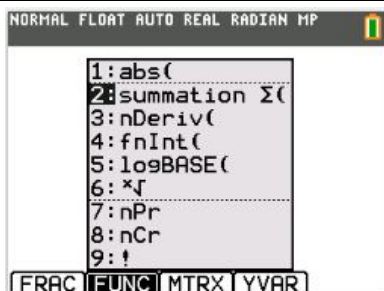 NORMAL FLOAT AUTO REAL RADIAN MP
1:abs(
2:summation Σ(
3:nDeriv(
4:fnInt(
5:logBASE(
6:ˣ√
7:nPr
8:nCr
9:!
FRAC FUNC MTRX YVAR